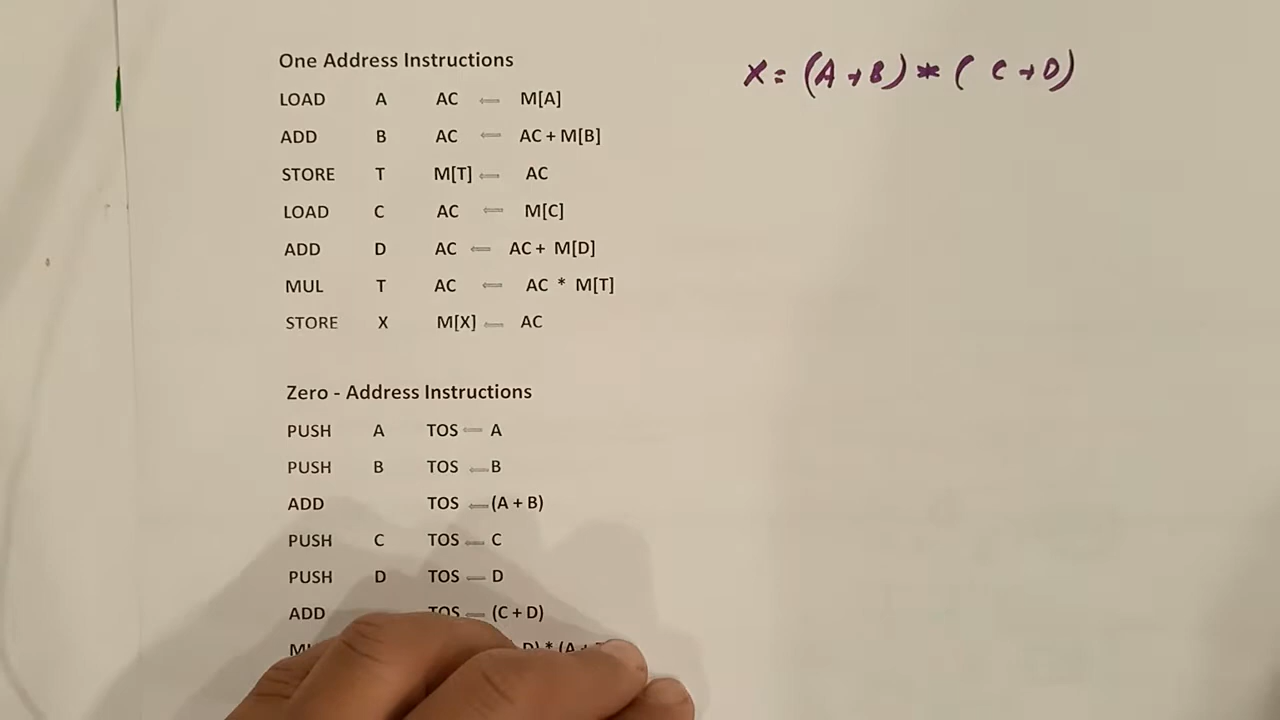 One Address Instructions
X = (A + B) * (C + D)
LOAD A AC ⟸ M[A]
ADD B AC ⟸ AC + M[B]
STORE T M[T] ⟸ AC
LOAD C AC ⟸ M[C]
ADD D AC ⟸ AC + M[D]
MUL T AC ⟸ AC * M[T]
STORE X M[X] ⟸ AC
Zero - Address Instructions
PUSH A TOS ⟸ A
PUSH B TOS ⟸ B
ADD TOS ⟸ (A + B)
PUSH C TOS ⟸ C
PUSH D TOS ⟸ D
ADD TOS ⟸ (C + D)
D) * (A +